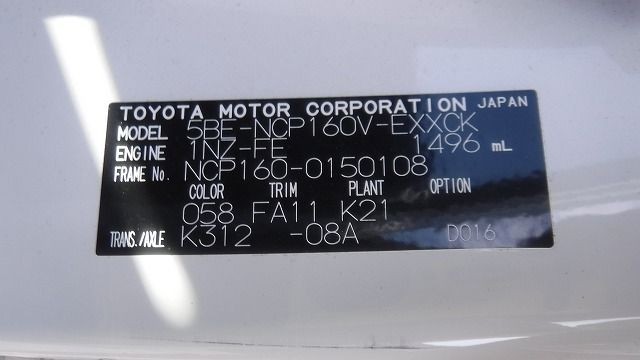 TOYOTA MOTOR CORPORATION JAPAN
MODEL 5BE-NCP160V-EXXCK
ENGINE 1NZ-FE 1496 mL
FRAME No. NCP160-0150108
COLOR TRIM PLANT OPTION
058 FA11 K21
TRANS./AXLE K312 -08A D016